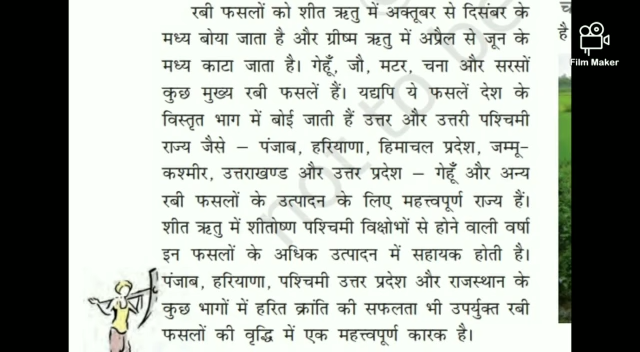 रबी फसलों को शीत ऋतु में अक्तूबर से दिसंबर के
मध्य बोया जाता है और ग्रीष्म ऋतु में अप्रैल से जून के
मध्य काटा जाता है। गेहूँ, जौ, मटर, चना और सरसों
कुछ मुख्य रबी फसलें हैं। यद्यपि ये फसलें देश के
विस्तृत भाग में बोई जाती हैं उत्तर और उत्तरी पश्चिमी
राज्य जैसे – पंजाब, हरियाणा, हिमाचल प्रदेश, जम्मू-
कश्मीर, उत्तराखण्ड और उत्तर प्रदेश – गेहूँ और अन्य
रबी फसलों के उत्पादन के लिए महत्त्वपूर्ण राज्य हैं।
शीत ऋतु में शीतोष्ण पश्चिमी विक्षोभों से होने वाली वर्षा
इन फसलों के अधिक उत्पादन में सहायक होती है।
पंजाब, हरियाणा, पश्चिमी उत्तर प्रदेश और राजस्थान के
कुछ भागों में हरित क्रांति की सफलता भी उपर्युक्त रबी
फसलों की वृद्धि में एक महत्त्वपूर्ण कारक है।
है
Film Maker
not to be